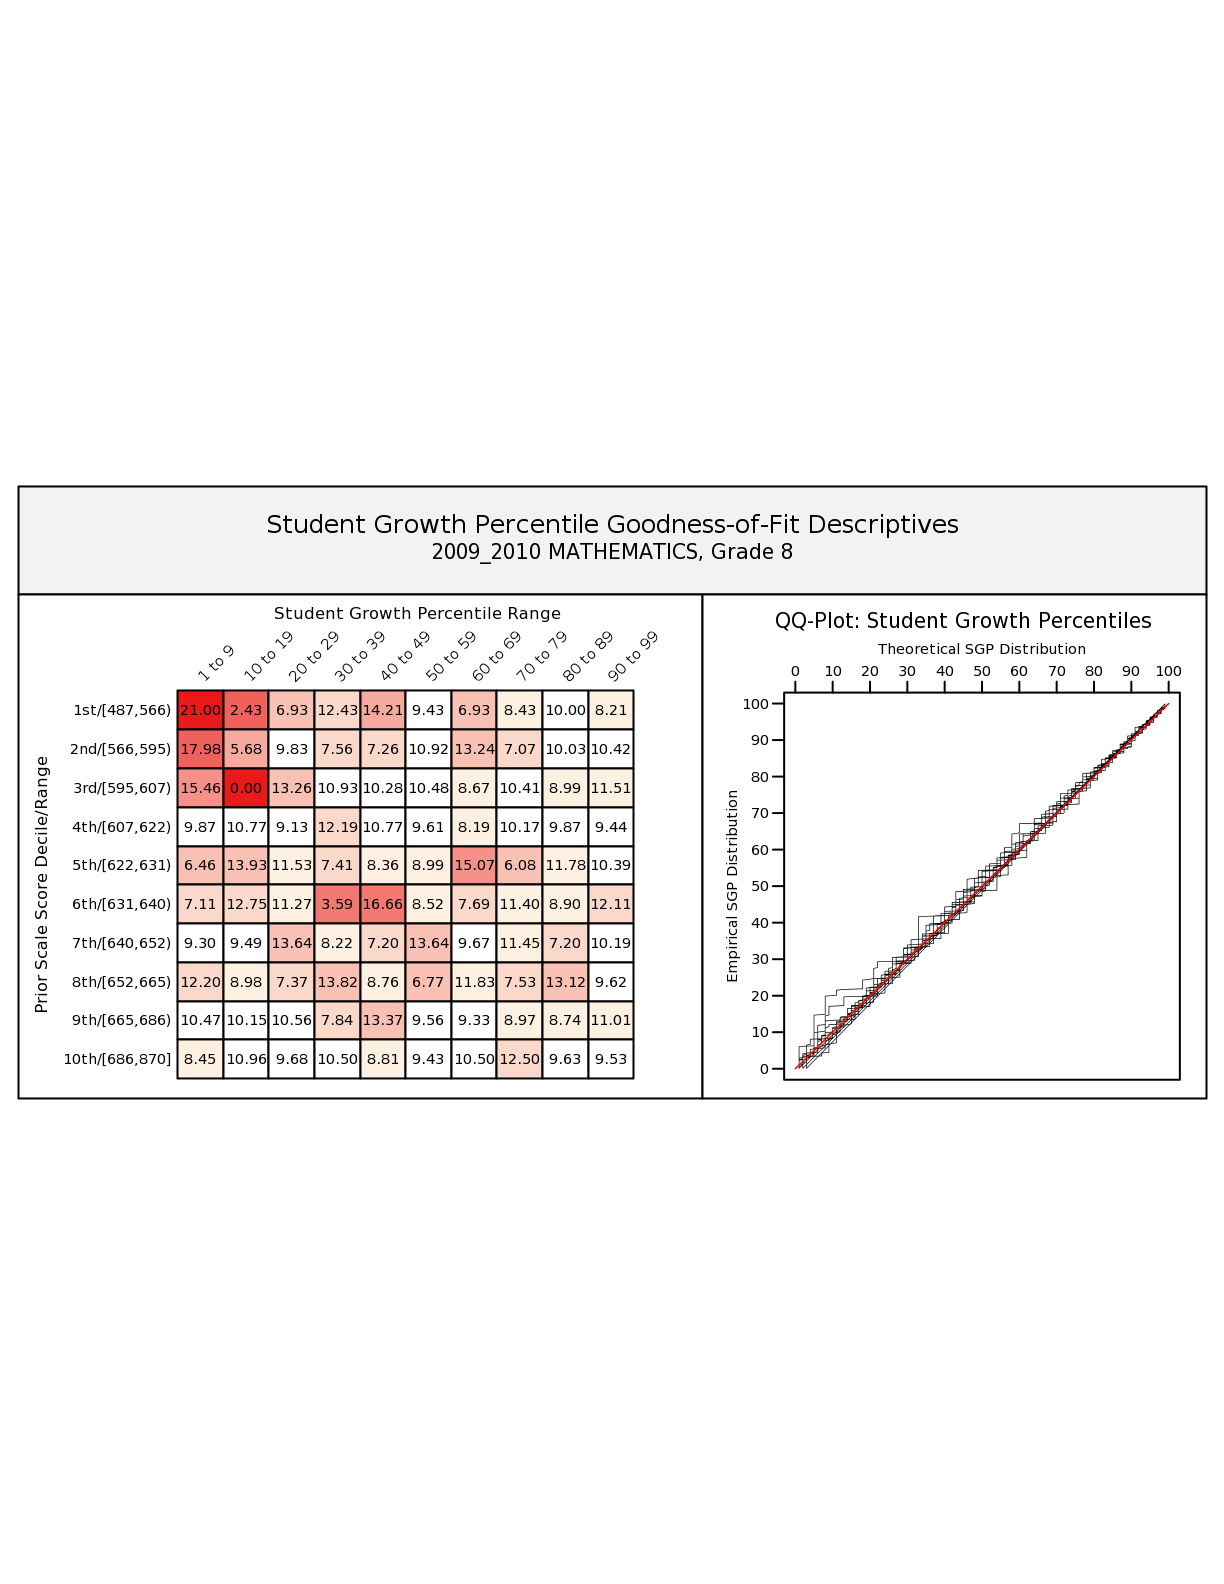 Student Growth Percentile Goodness-of-Fit Descriptives
2009_2010 MATHEMATICS, Grade 8
Student Growth Percentile Range
1 to 9 10 to 19 20 to 29 30 to 39 40 to 49 50 to 59 60 to 69 70 to 79 80 to 89 90 to 99
Prior Scale Score Decile/Range
1st/[487,566) 21.00 2.43 6.93 12.43 14.21 9.43 6.93 8.43 10.00 8.21
2nd/[566,595) 17.98 5.68 9.83 7.56 7.26 10.92 13.24 7.07 10.03 10.42
3rd/[595,607) 15.46 0.00 13.26 10.93 10.28 10.48 8.67 10.41 8.99 11.51
4th/[607,622) 9.87 10.77 9.13 12.19 10.77 9.61 8.19 10.17 9.87 9.44
5th/[622,631) 6.46 13.93 11.53 7.41 8.36 8.99 15.07 6.08 11.78 10.39
6th/[631,640) 7.11 12.75 11.27 3.59 16.66 8.52 7.69 11.40 8.90 12.11
7th/[640,652) 9.30 9.49 13.64 8.22 7.20 13.64 9.67 11.45 7.20 10.19
8th/[652,665) 12.20 8.98 7.37 13.82 8.76 6.77 11.83 7.53 13.12 9.62
9th/[665,686) 10.47 10.15 10.56 7.84 13.37 9.56 9.33 8.97 8.74 11.01
10th/[686,870] 8.45 10.96 9.68 10.50 8.81 9.43 10.50 12.50 9.63 9.53
QQ-Plot: Student Growth Percentiles
Theoretical SGP Distribution
0 10 20 30 40 50 60 70 80 90 100
Empirical SGP Distribution
100
90
80
70
60
50
40
30
20
10
0